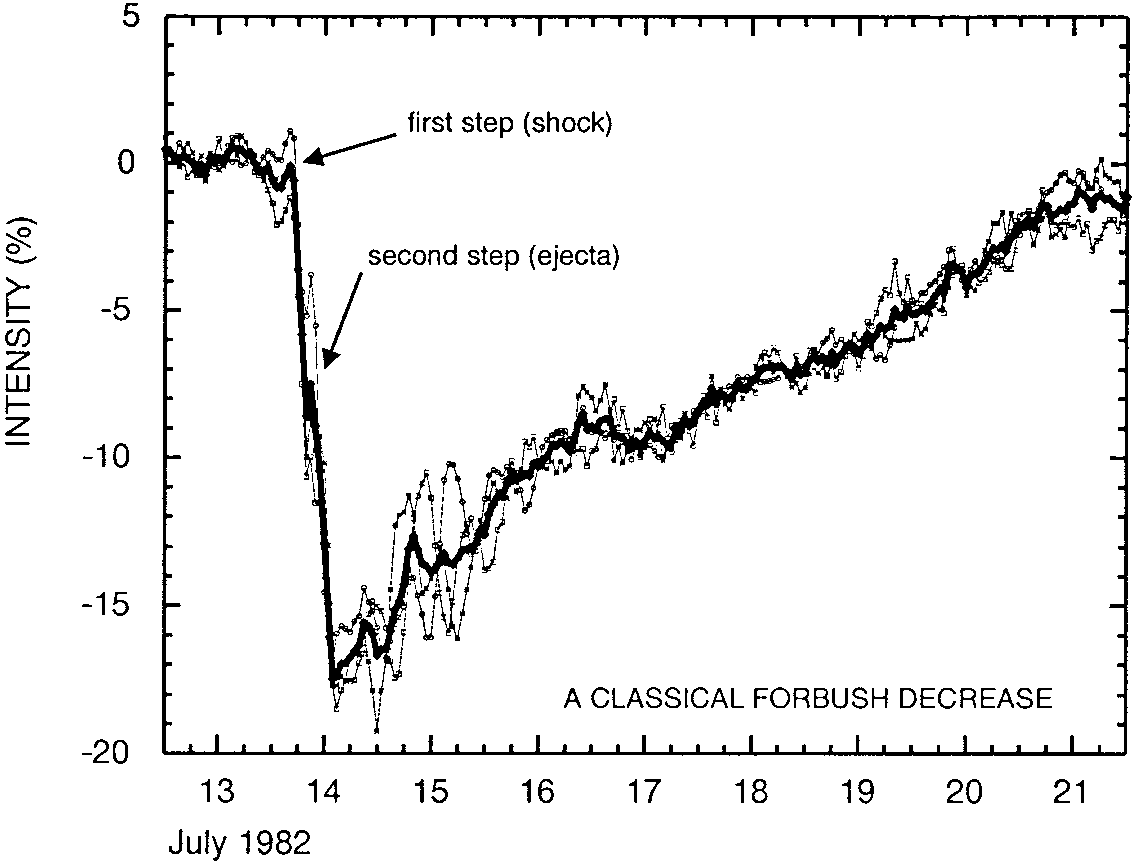 5
first step (shock)
0
second step (ejecta)
INTENSITY (%)
-5
-10
-15
A CLASSICAL FORBUSH DECREASE
-20
13 14 15 16 17 18 19 20 21
July 1982